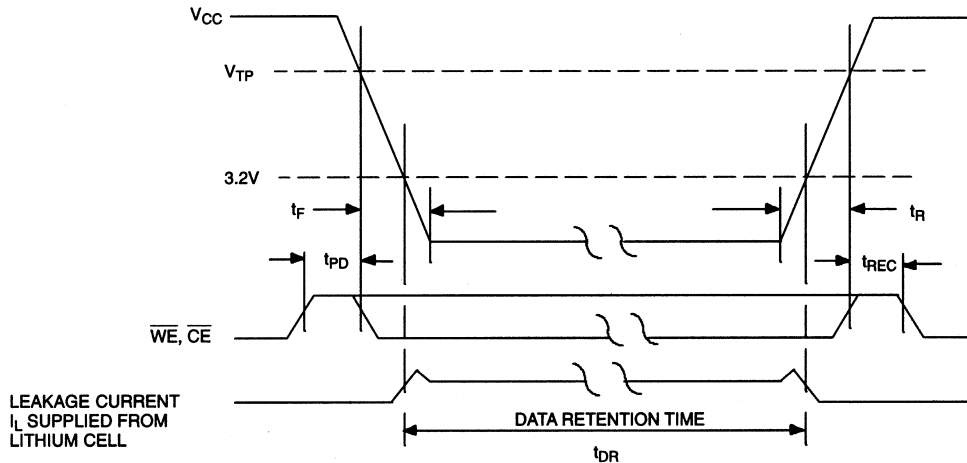 VCC
VTP
3.2V
tF
tR
tPD
tREC
WE, CE
LEAKAGE CURRENT
IL SUPPLIED FROM
LITHIUM CELL
DATA RETENTION TIME
tDR